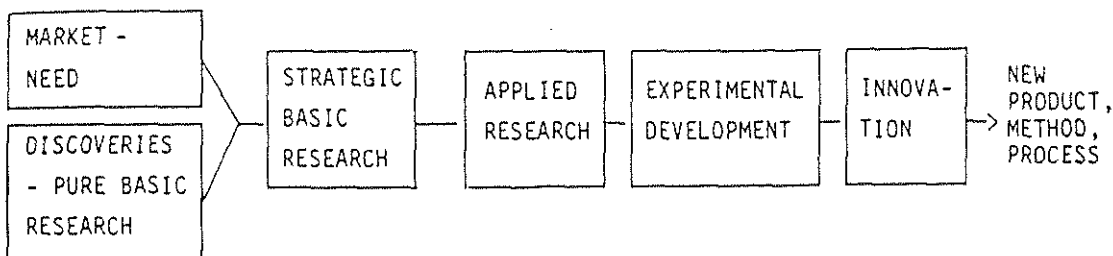 MARKET -
NEED
DISCOVERIES
- PURE BASIC
RESEARCH
STRATEGIC
BASIC
RESEARCH
APPLIED
RESEARCH
EXPERIMENTAL
DEVELOPMENT
INNOVA-
TION
NEW
PRODUCT,
METHOD,
PROCESS